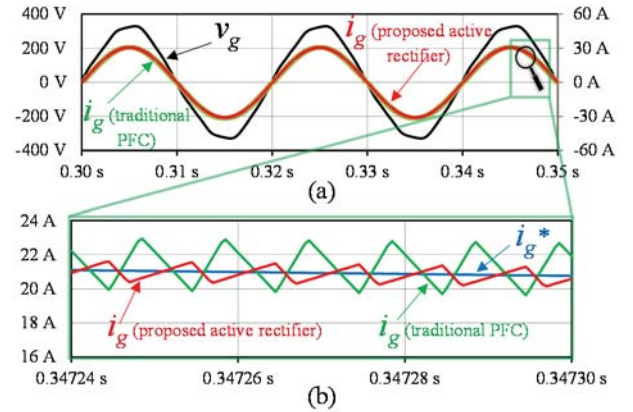 400 V
200 V
0 V
-200 V
-400 V
60 A
30 A
0 A
-30 A
-60 A
v_g
i_g (proposed active
rectifier)
i_g (traditional
PFC)
0.30 s 0.31 s 0.32 s 0.33 s 0.34 s 0.35 s
(a)
24 A
22 A
20 A
18 A
16 A
i_g*
i_g (proposed active rectifier)
i_g (traditional PFC)
0.34724 s 0.34726 s 0.34728 s 0.34730 s
(b)